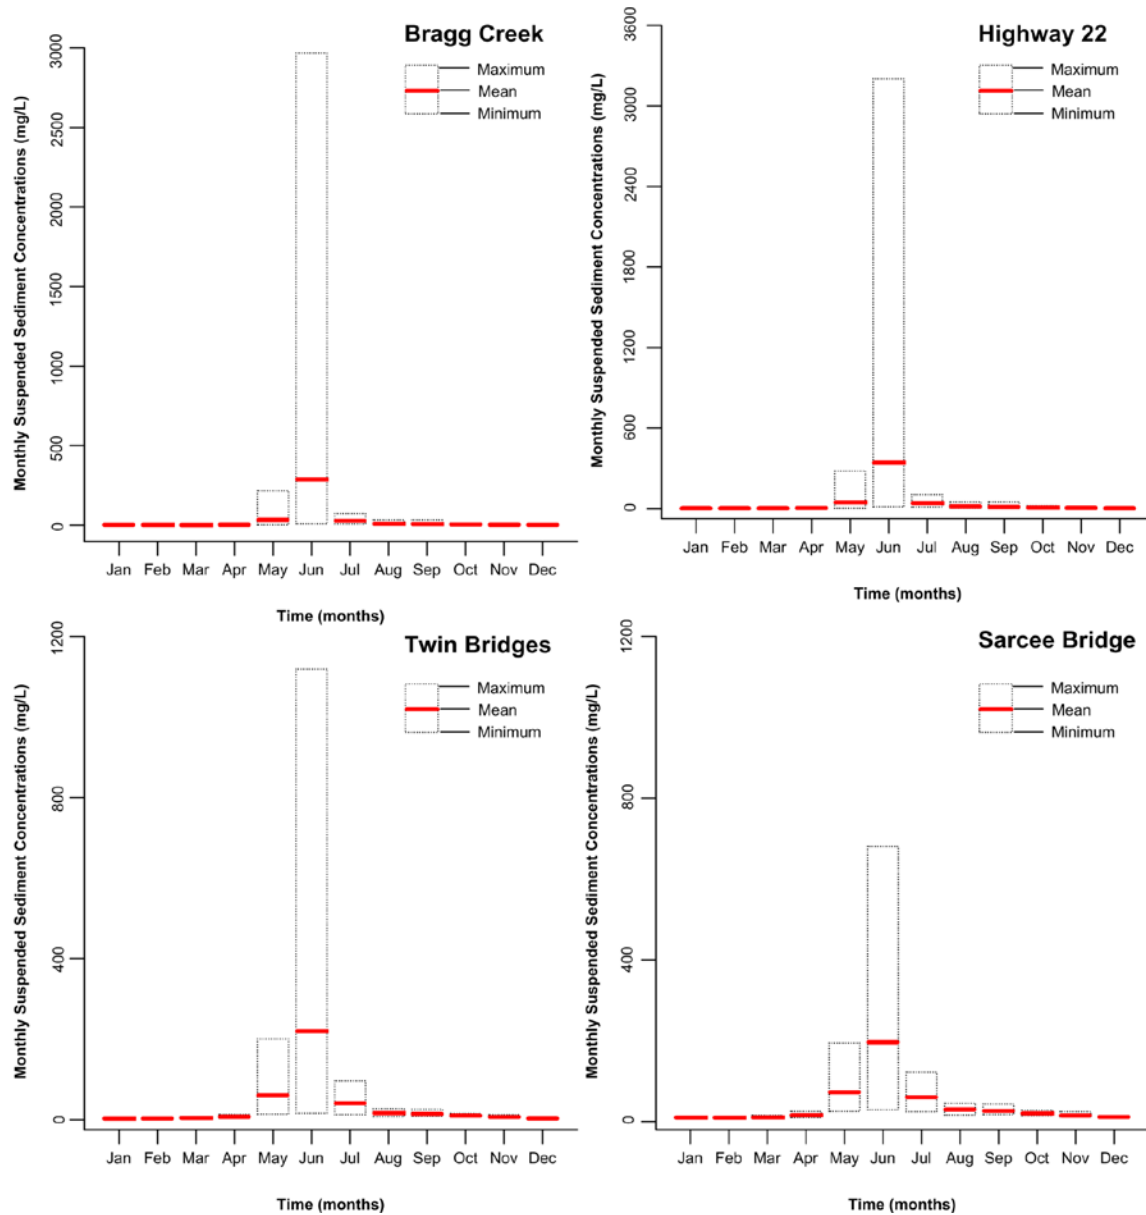 Bragg Creek
Maximum
Mean
Minimum
Monthly Suspended Sediment Concentrations (mg/L)
3000
2500
2000
1500
1000
500
0
Jan Feb Mar Apr May Jun Jul Aug Sep Oct Nov Dec
Time (months)
Highway 22
Maximum
Mean
Minimum
Monthly Suspended Sediment Concentrations (mg/L)
3600
3000
2400
1800
1200
600
0
Jan Feb Mar Apr May Jun Jul Aug Sep Oct Nov Dec
Time (months)
Twin Bridges
Maximum
Mean
Minimum
Monthly Suspended Sediment Concentrations (mg/L)
1200
800
400
0
Jan Feb Mar Apr May Jun Jul Aug Sep Oct Nov Dec
Time (months)
Sarcee Bridge
Maximum
Mean
Minimum
Monthly Suspended Sediment Concentrations (mg/L)
1200
800
400
0
Jan Feb Mar Apr May Jun Jul Aug Sep Oct Nov Dec
Time (months)